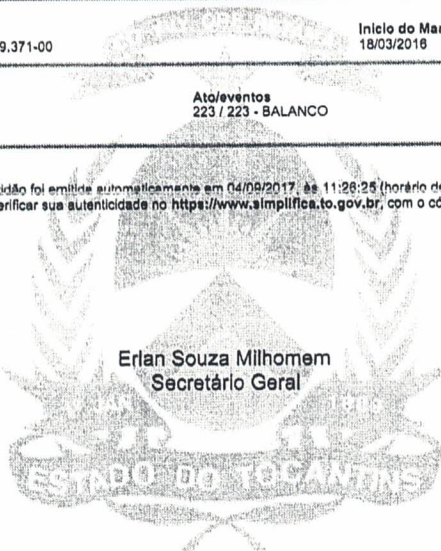 9.371-00
Inicio do Ma
18/03/2016
Ato/eventos
223 / 223 - BALANCO
idão foi emitida automaticamente em 04/09/2017, às 11:26:25 (horário de
erificar sua autenticidade no https://www.simplifica.to.gov.br, com o có
Erlan Souza Milhomem
Secretário Geral
ESTADO DO TOCANTINS